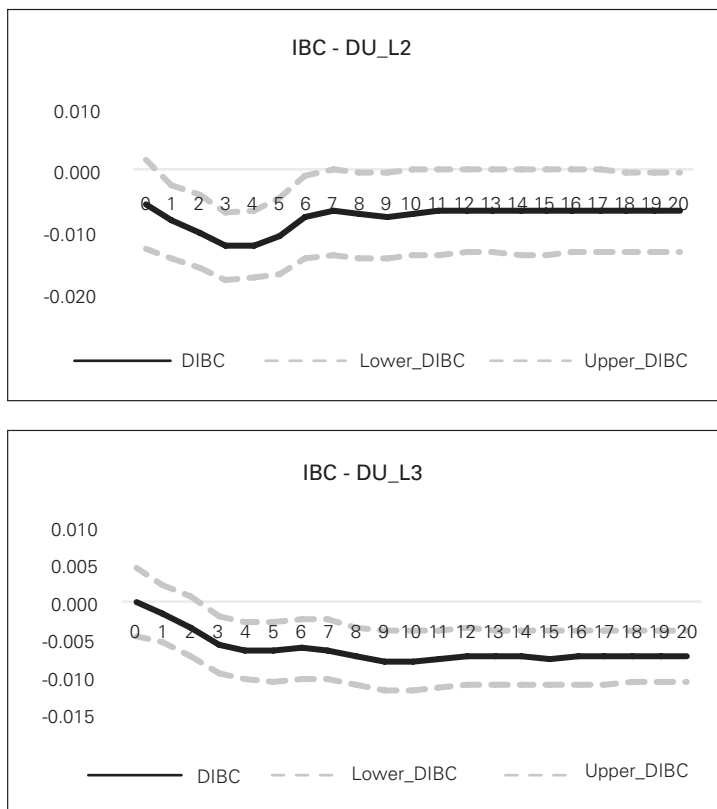 IBC - DU_L2
0.010
0.000
0 1 2 3 4 5 6 7 8 9 10 11 12 13 14 15 16 17 18 19 20
-0.010
-0.020
DIBC Lower_DIBC Upper_DIBC
IBC - DU_L3
0.010
0.005
0.000
0 1 2 3 4 5 6 7 8 9 10 11 12 13 14 15 16 17 18 19 20
-0.005
-0.010
-0.015
DIBC Lower_DIBC Upper_DIBC